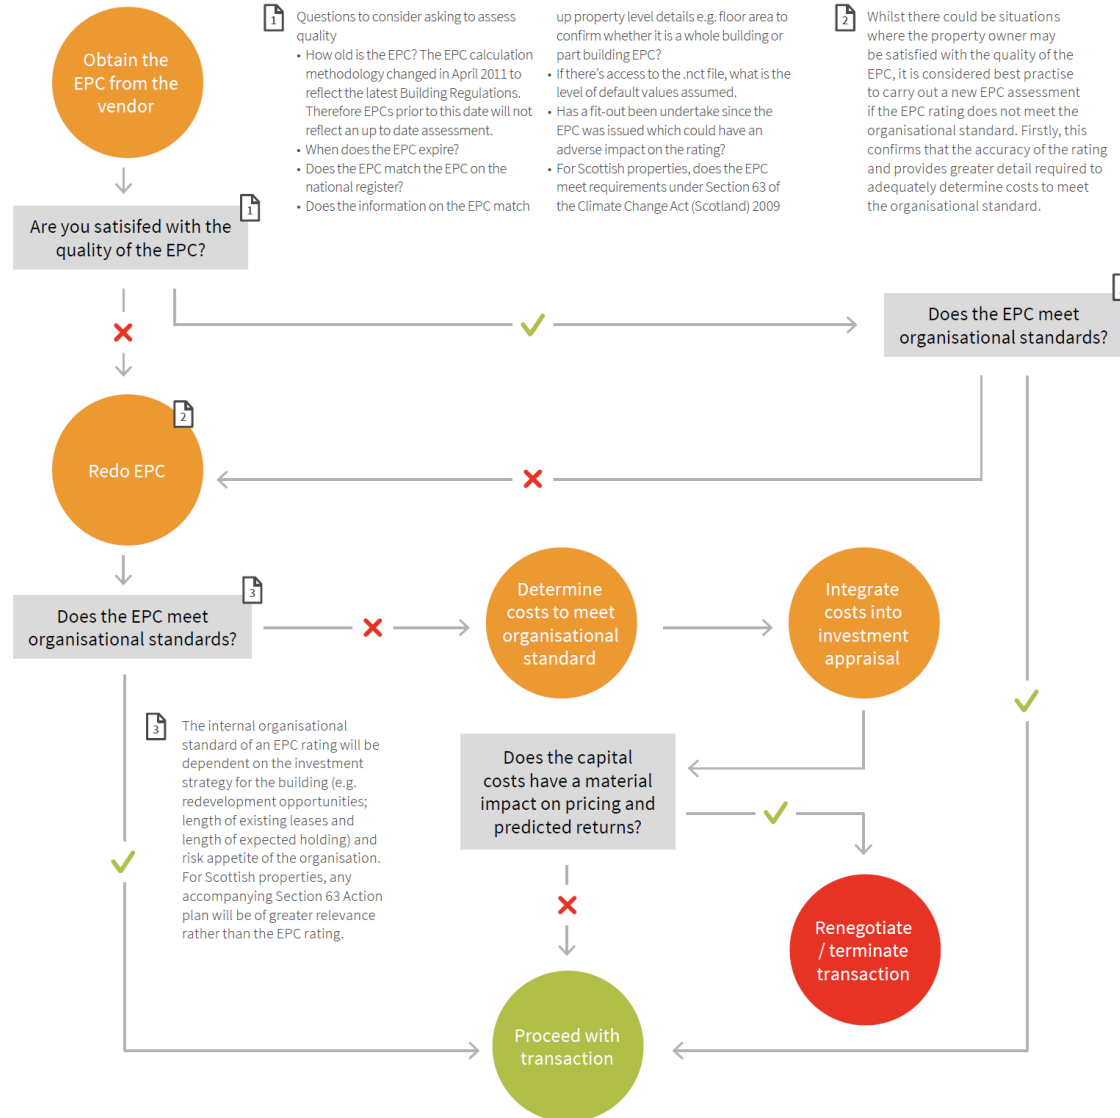 Obtain the
EPC from the
vendor
1
Questions to consider asking to assess
quality
• How old is the EPC? The EPC calculation
methodology changed in April 2011 to
reflect the latest Building Regulations.
Therefore EPCs prior to this date will not
reflect an up to date assessment.
• When does the EPC expire?
• Does the EPC match the EPC on the
national register?
• Does the information on the EPC match
up property level details e.g. floor area to
confirm whether it is a whole building or
part building EPC?
• If there's access to the .nct file, what is the
level of default values assumed.
• Has a fit-out been undertake since the
EPC was issued which could have an
adverse impact on the rating?
• For Scottish properties, does the EPC
meet requirements under Section 63 of
the Climate Change Act (Scotland) 2009
2
Whilst there could be situations
where the property owner may
be satisfied with the quality of the
EPC, it is considered best practise
to carry out a new EPC assessment
if the EPC rating does not meet the
organisational standard. Firstly, this
confirms that the accuracy of the rating
and provides greater detail required to
adequately determine costs to meet
the organisational standard.
1
Are you satisifed with the
quality of the EPC?
Does the EPC meet
organisational standards?
2
Redo EPC
3
Does the EPC meet
organisational standards?
Determine
costs to meet
organisational
standard
Integrate
costs into
investment
appraisal
3
The internal organisational
standard of an EPC rating will be
dependent on the investment
strategy for the building (e.g.
redevelopment opportunities;
length of existing leases and
length of expected holding) and
risk appetite of the organisation.
For Scottish properties, any
accompanying Section 63 Action
plan will be of greater relevance
rather than the EPC rating.
Does the capital
costs have a material
impact on pricing and
predicted returns?
Renegotiate
/ terminate
transaction
Proceed with
transaction